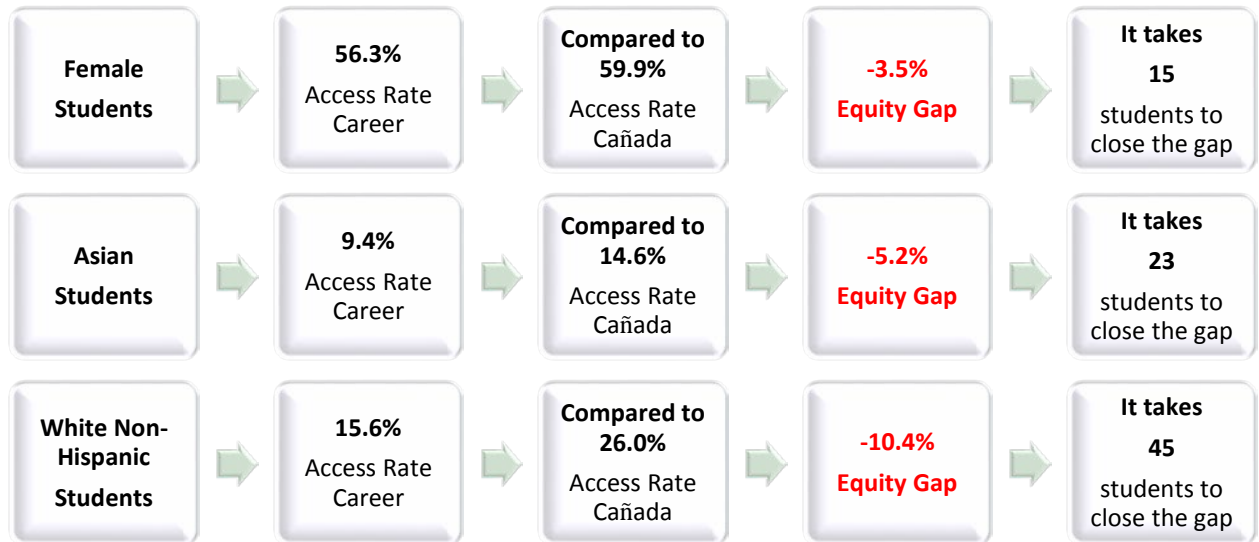 Female
Students
56.3%
Access Rate
Career
Compared to
59.9%
Access Rate
Cañada
-3.5%
Equity Gap
It takes
15
students to
close the gap
Asian
Students
9.4%
Access Rate
Career
Compared to
14.6%
Access Rate
Cañada
-5.2%
Equity Gap
It takes
23
students to
close the gap
White Non-
Hispanic
Students
15.6%
Access Rate
Career
Compared to
26.0%
Access Rate
Cañada
-10.4%
Equity Gap
It takes
45
students to
close the gap